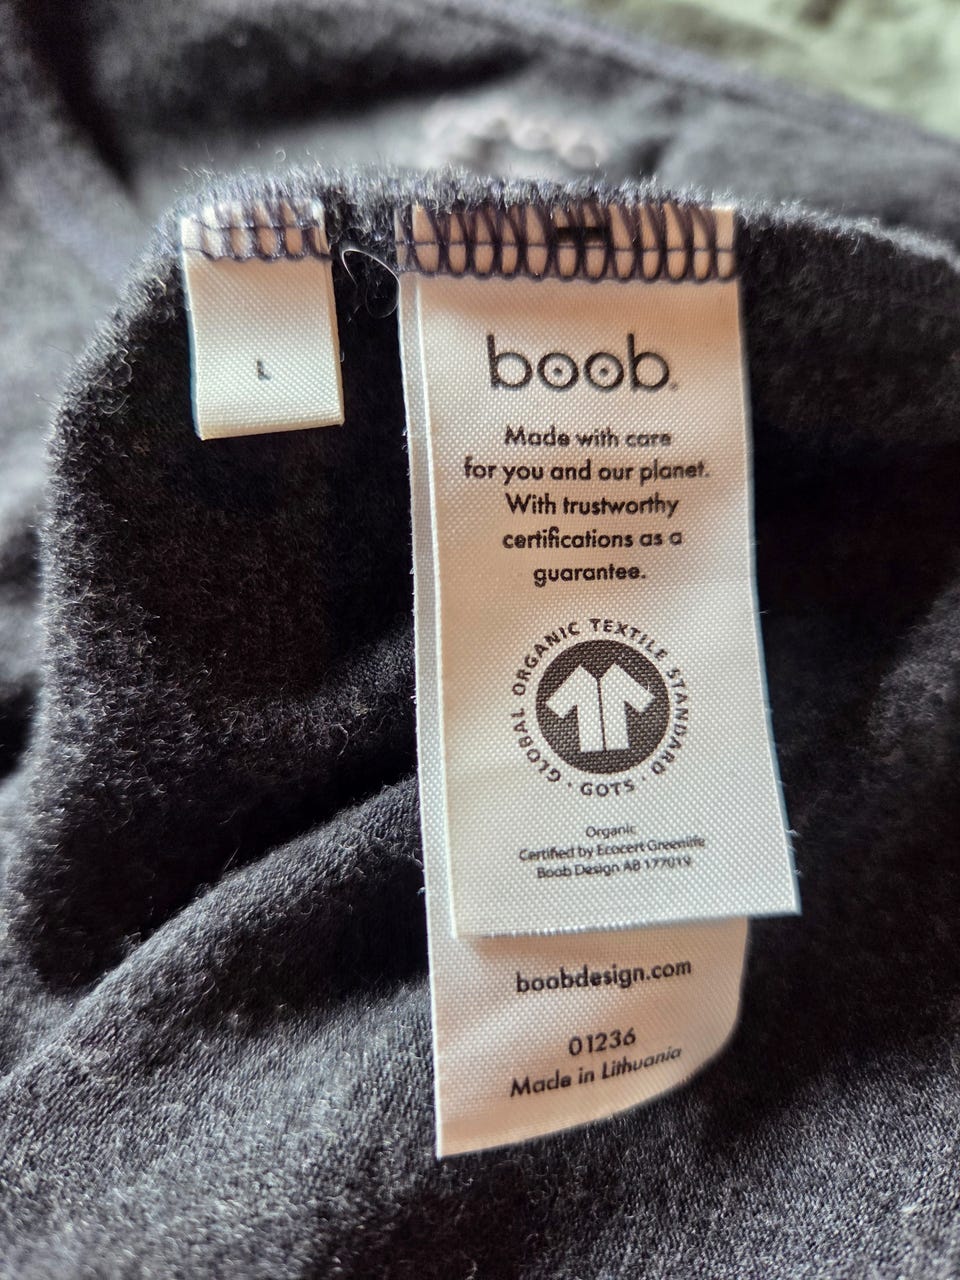 L
boob
Made with care
for you and our planet.
With trustworthy
certifications as a
guarantee.
GLOBAL ORGANIC TEXTILE STANDARD · GOTS ·
Organic
Certified by Ecocert Greenlife
Boob Design AB 177019
boobdesign.com
01236
Made in Lithuania